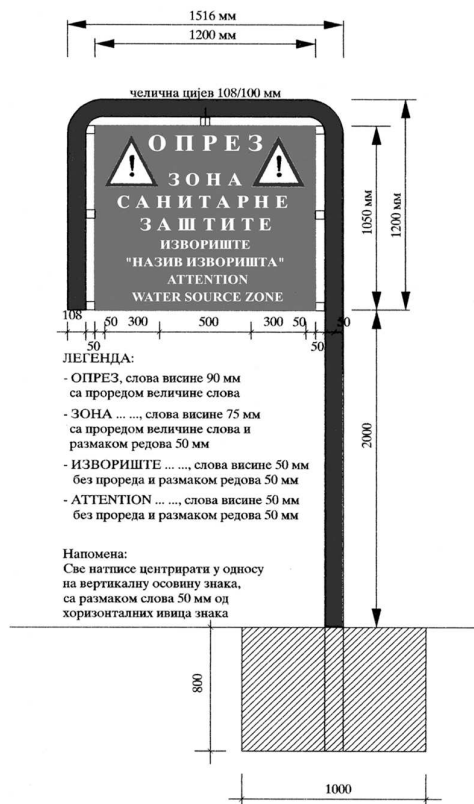 1516 мм
1200 мм
челична цијев 108/100 мм
ОПРЕЗ
!
!
ЗОНА
САНИТАРНЕ
ЗАШТИТЕ
ИЗВОРИШТЕ
"НАЗИВ ИЗВОРИШТА"
ATTENTION
WATER SOURCE ZONE
1050 мм
1200 мм
108
50
50
300
500
300
50
50
50
ЛЕГЕНДА:
- ОПРЕЗ, слова висине 90 мм
са проредом величине слова
- ЗОНА ... ..., слова висине 75 мм
са проредом величине слова и
размаком редова 50 мм
- ИЗВОРИШТЕ ... ..., слова висине 50 мм
без прореда и размаком редова 50 мм
- ATTENTION ... ..., слова висине 50 мм
без прореда и размаком редова 50 мм
Напомена:
Све натписе центрирати у односу
на вертикалну осовину знака,
са размаком слова 50 мм од
хоризонталних ивица знака
2000
800
1000